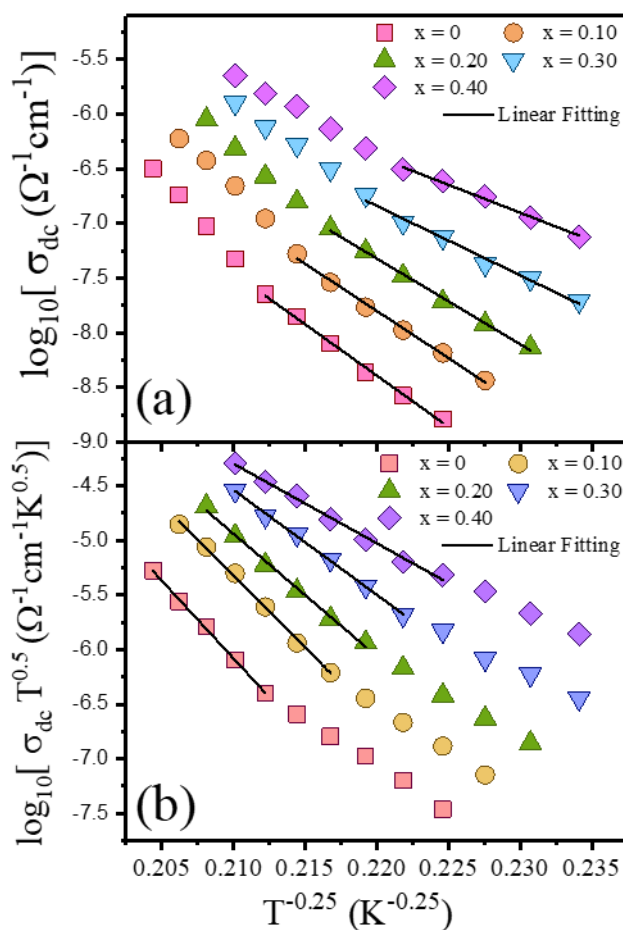 x = 0 x = 0.10
x = 0.20 x = 0.30
x = 0.40
Linear Fitting
-5.5
-6.0
-6.5
-7.0
-7.5
-8.0
-8.5
-9.0
log₁₀[ σdc (Ω⁻¹cm⁻¹)]
(a)
x = 0 x = 0.10
x = 0.20 x = 0.30
x = 0.40
Linear Fitting
-4.5
-5.0
-5.5
-6.0
-6.5
-7.0
-7.5
log₁₀[ σdc T⁰·⁵ (Ω⁻¹cm⁻¹K⁰·⁵)]
(b)
0.205 0.210 0.215 0.220 0.225 0.230 0.235
T⁻⁰·²⁵ (K⁻⁰·²⁵)